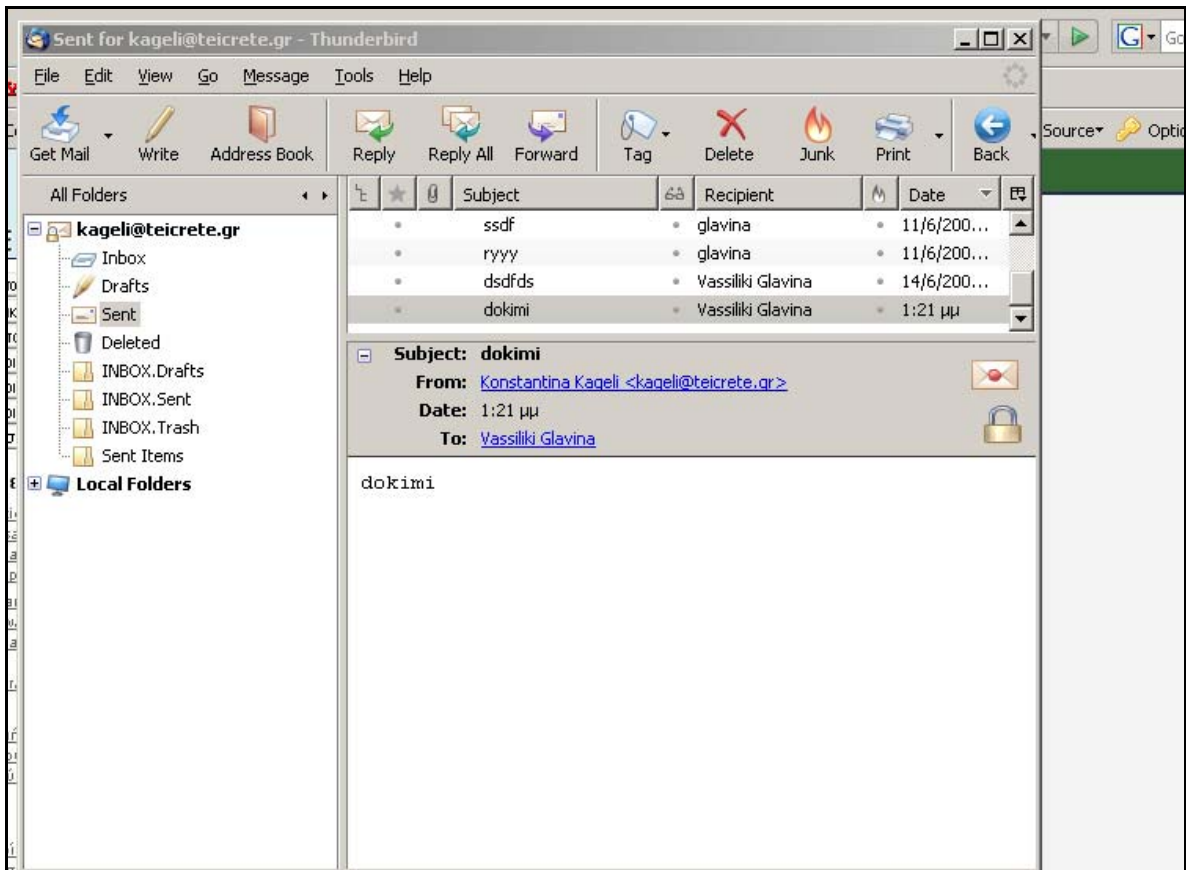 Sent for kageli@teicrete.gr - Thunderbird
File Edit View Go Message Tools Help
Get Mail Write Address Book Reply Reply All Forward Tag Delete Junk Print Back
Source Optio
All Folders
kageli@teicrete.gr
Inbox
Drafts
Sent
Deleted
INBOX.Drafts
INBOX.Sent
INBOX.Trash
Sent Items
Local Folders
Subject Recipient Date
ssdf glavina 11/6/200...
ryyy glavina 11/6/200...
dsdfds Vassiliki Glavina 14/6/200...
dokimi Vassiliki Glavina 1:21 μμ
Subject: dokimi
From: Konstantina Kageli <kageli@teicrete.gr>
Date: 1:21 μμ
To: Vassiliki Glavina
dokimi